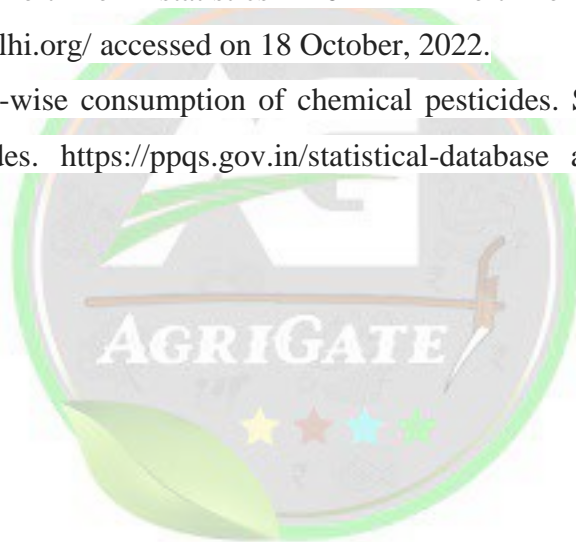 lhi.org/ accessed on 18 October, 2022.
-wise consumption of chemical pesticides.
https://ppqs.gov.in/statistical-database
AGRIGATE